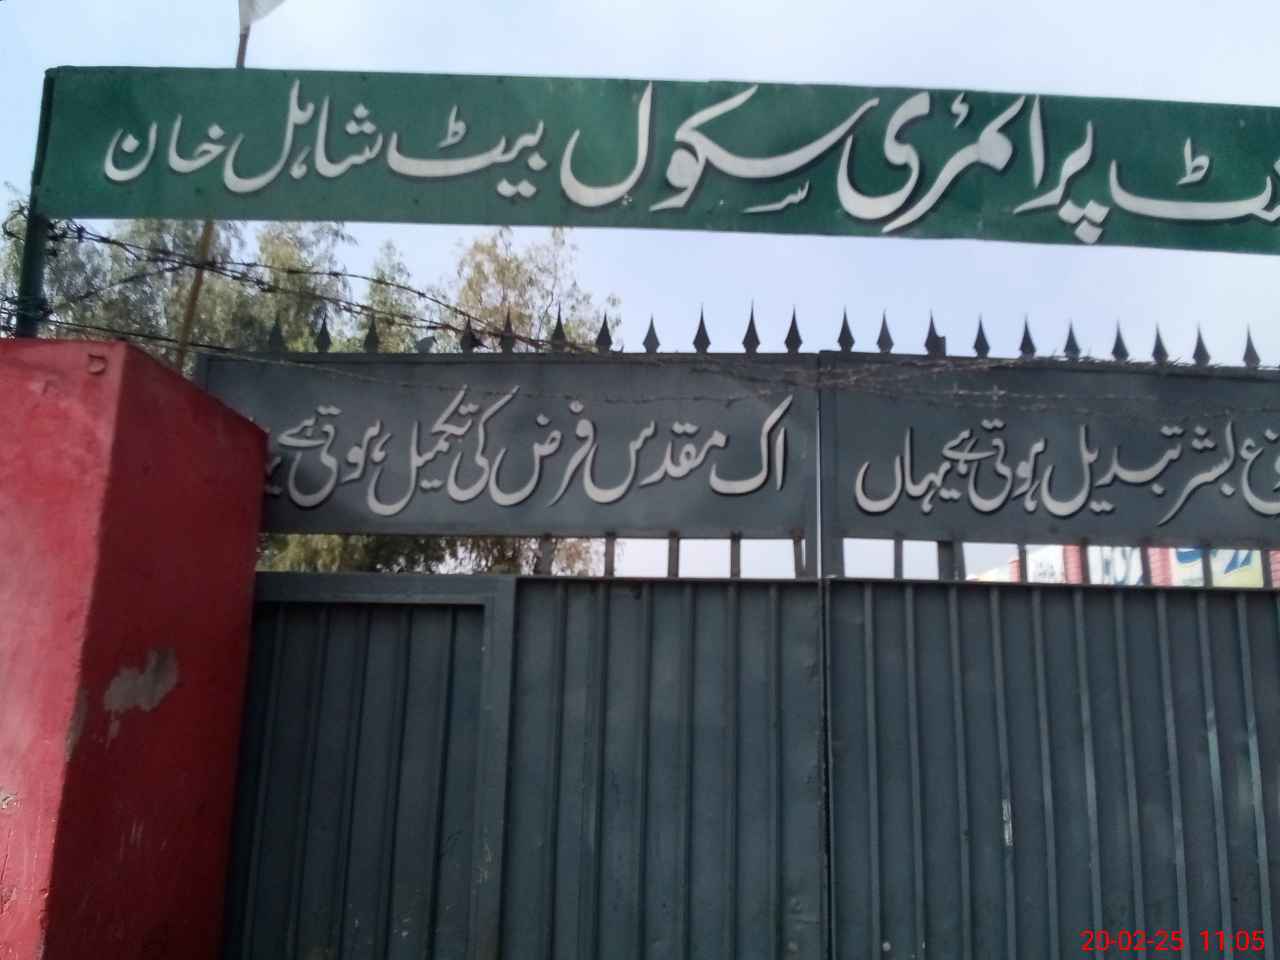 پرائمری سکول بیٹ شاہل خان
بشر تبدیل ہوتی ہے یہاں
اک مقدس فرض کی تکمیل ہوتی ہے
20-02-25 11:05